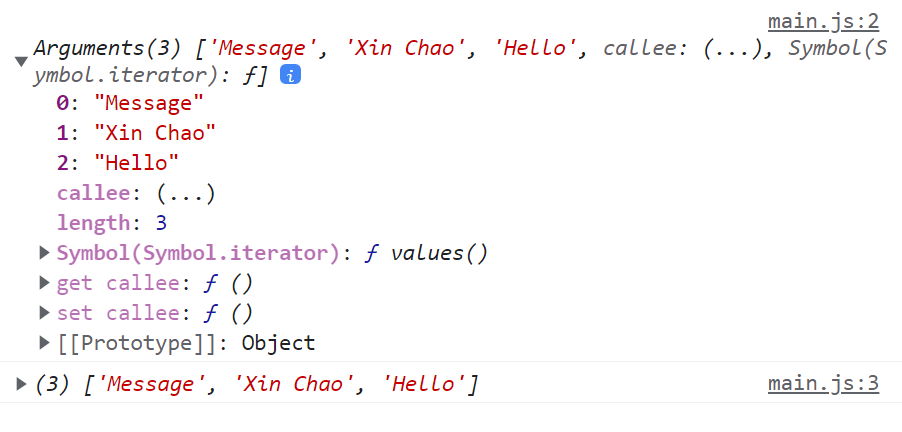 main.js:2
Arguments(3) ['Message', 'Xin Chao', 'Hello', callee: (...), Symbol(S
ymbol.iterator): ƒ] i
0: "Message"
1: "Xin Chao"
2: "Hello"
callee: (...)
length: 3
Symbol(Symbol.iterator): ƒ values()
get callee: ƒ ()
set callee: ƒ ()
[[Prototype]]: Object
(3) ['Message', 'Xin Chao', 'Hello'] main.js:3